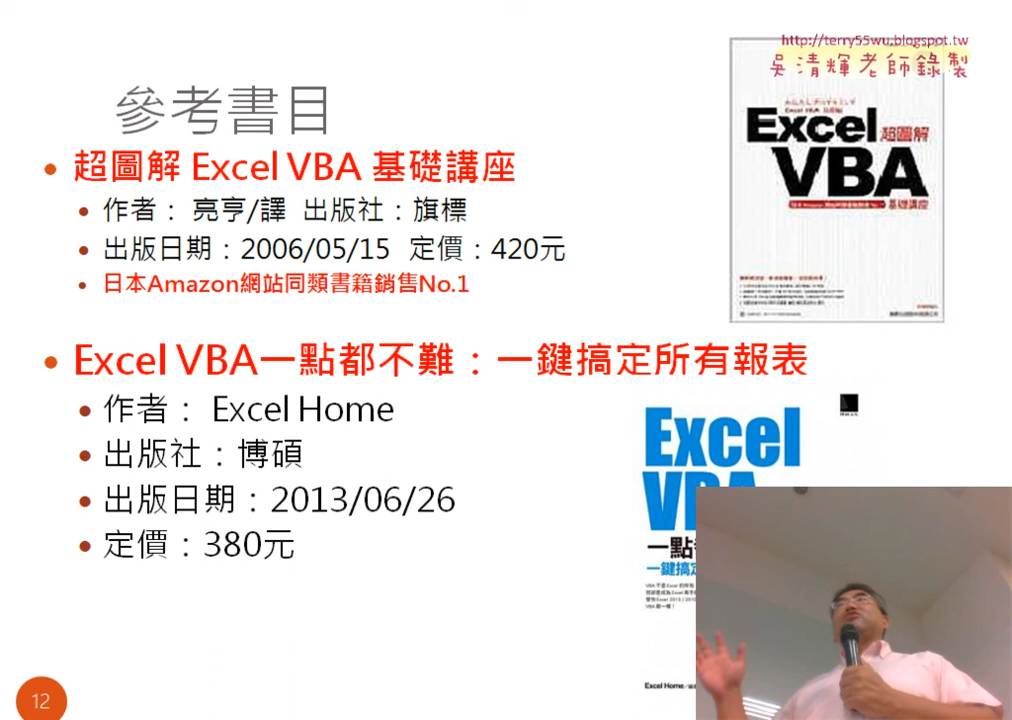 http://terry55wu.blogspot.tw
吳清輝老師錄製
參考書目
超圖解 Excel VBA 基礎講座
作者： 亮亨/譯 出版社：旗標
出版日期：2006/05/15 定價：420元
日本Amazon網站同類書籍銷售No.1
Excel 超圖解
VBA
基礎講座
Excel VBA一點都不難：一鍵搞定所有報表
作者： Excel Home
出版社：博碩
出版日期：2013/06/26
定價：380元
Excel
VBA
一點
一鍵搞定
Excel Home
12